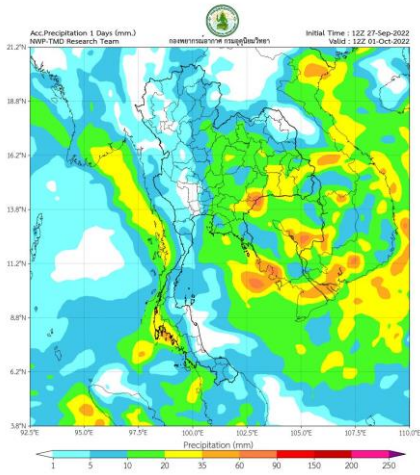 Acc.Precipitation 1 Days (mm.)
NWP-TMD Research Team
กองพยากรณ์อากาศ กรมอุตุนิยมวิทยา
Initial Time : 12Z 27-Sep-2022
Valid : 12Z 01-Oct-2022
21.2°N
18.8°N
16.2°N
13.8°N
11.2°N
8.8°N
6.2°N
3.8°N
92.5°E 95.0°E 97.5°E 100.0°E 102.5°E 105.0°E 107.5°E 110.0°E
Precipitation (mm)
1 5 10 20 35 60 90 150 200 250